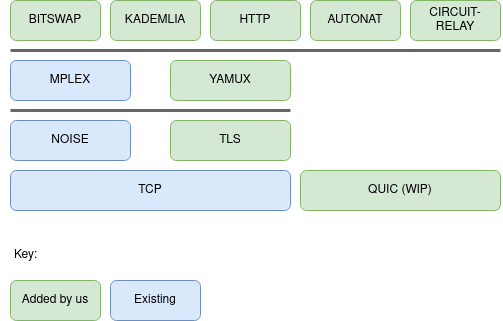 BITSWAP KADEMLIA HTTP AUTONAT CIRCUIT-
RELAY
MPLEX YAMUX
NOISE TLS
TCP QUIC (WIP)
Key:
Added by us Existing